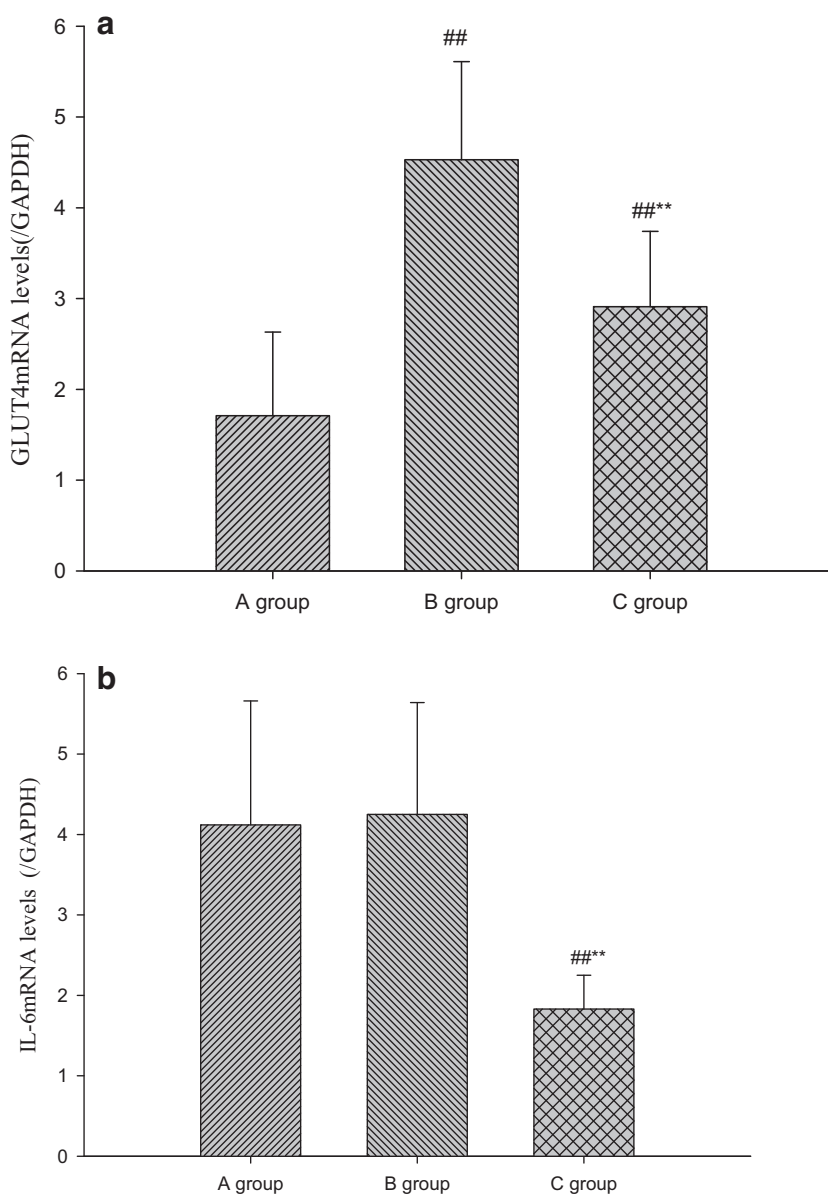 a
GLUT4mRNA levels(/GAPDH)
6
5
4
3
2
1
0
##
##**
A group
B group
C group
b
IL-6mRNA levels (/GAPDH)
6
5
4
3
2
1
0
##**
A group
B group
C group